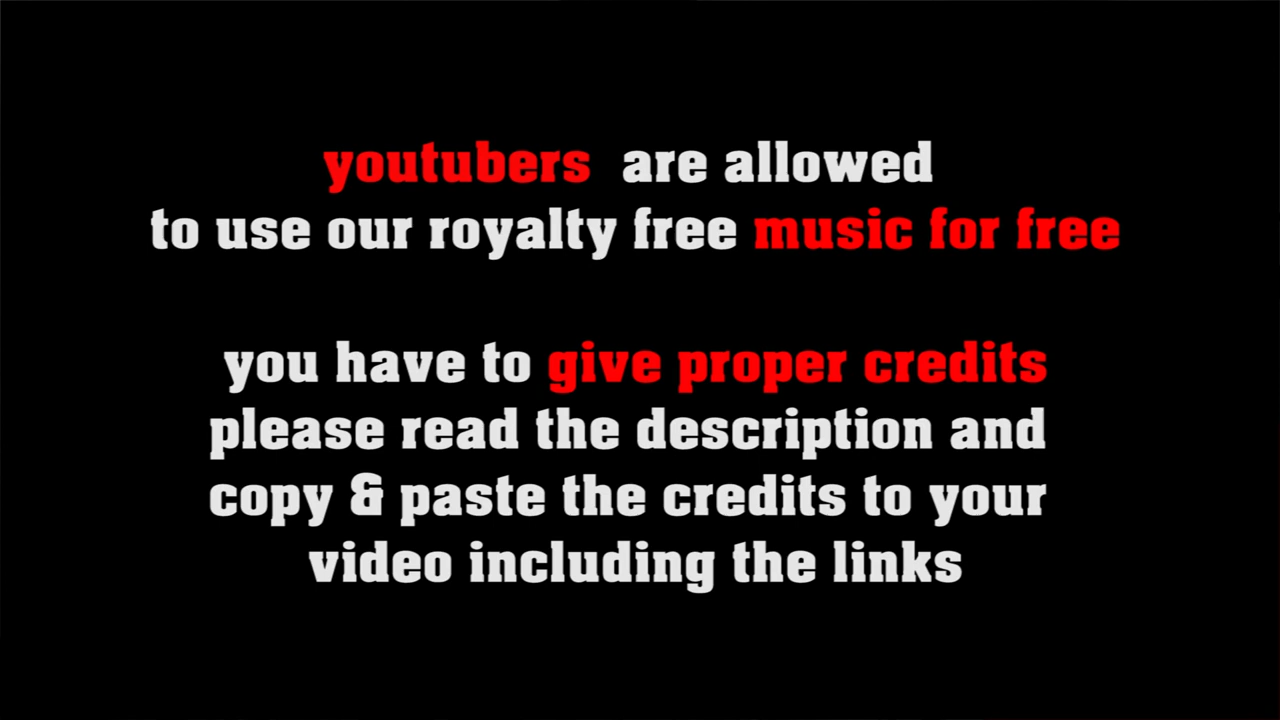 youtubers are allowed
to use our royalty free music for free
you have to give proper credits
please read the description and
copy & paste the credits to your
video including the links